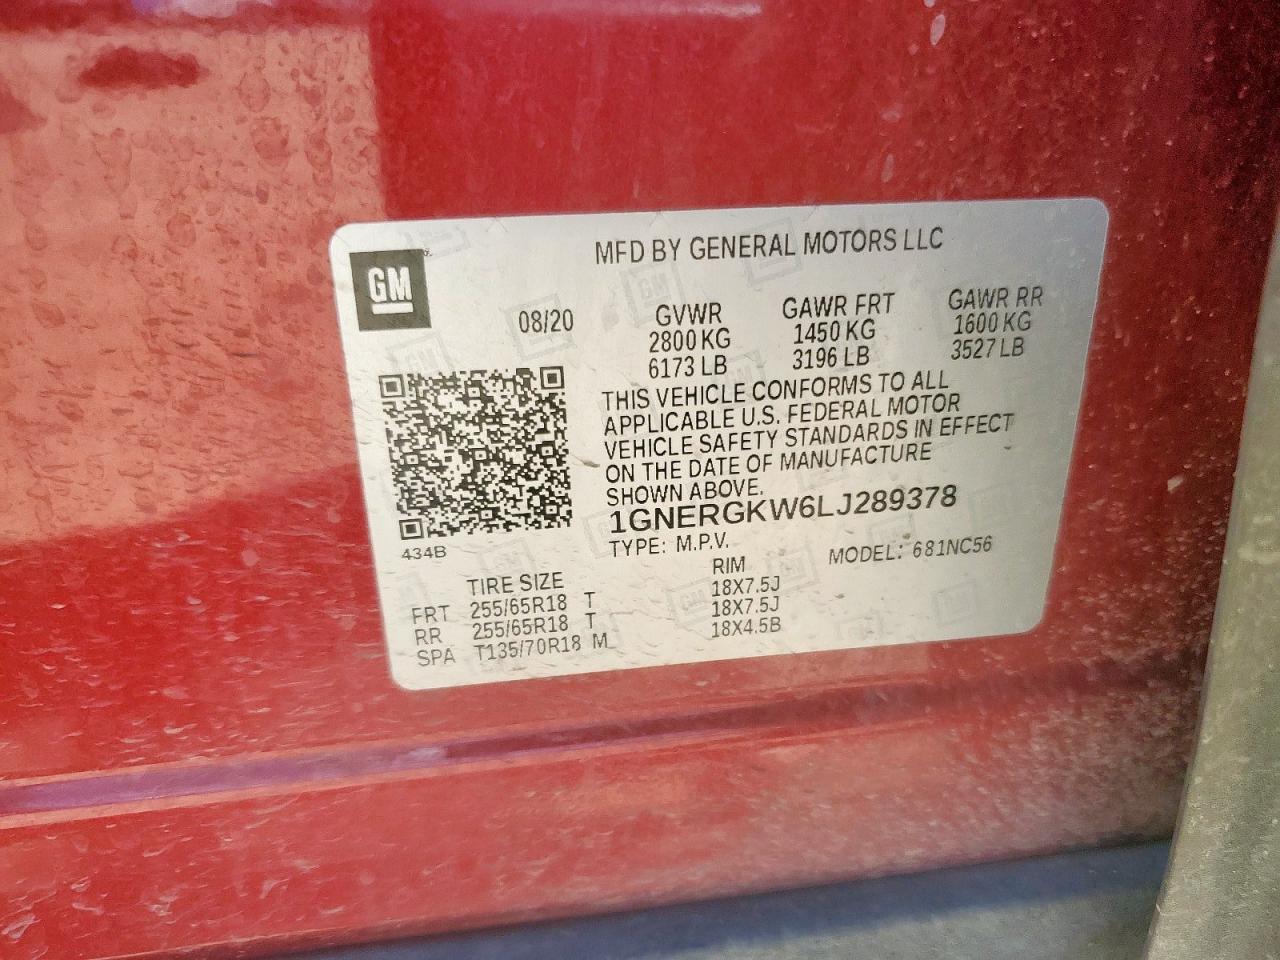 GM
MFD BY GENERAL MOTORS LLC
08/20
GVWR GAWR FRT GAWR RR
2800 KG 1450 KG 1600 KG
6173 LB 3196 LB 3527 LB
THIS VEHICLE CONFORMS TO ALL
APPLICABLE U.S. FEDERAL MOTOR
VEHICLE SAFETY STANDARDS IN EFFECT
ON THE DATE OF MANUFACTURE
SHOWN ABOVE.
1GNERGKW6LJ289378
434B
TYPE: M.P.V. MODEL: 681NC56
TIRE SIZE RIM
FRT 255/65R18 T 18X7.5J
RR 255/65R18 T 18X7.5J
SPA T135/70R18 M 18X4.5B